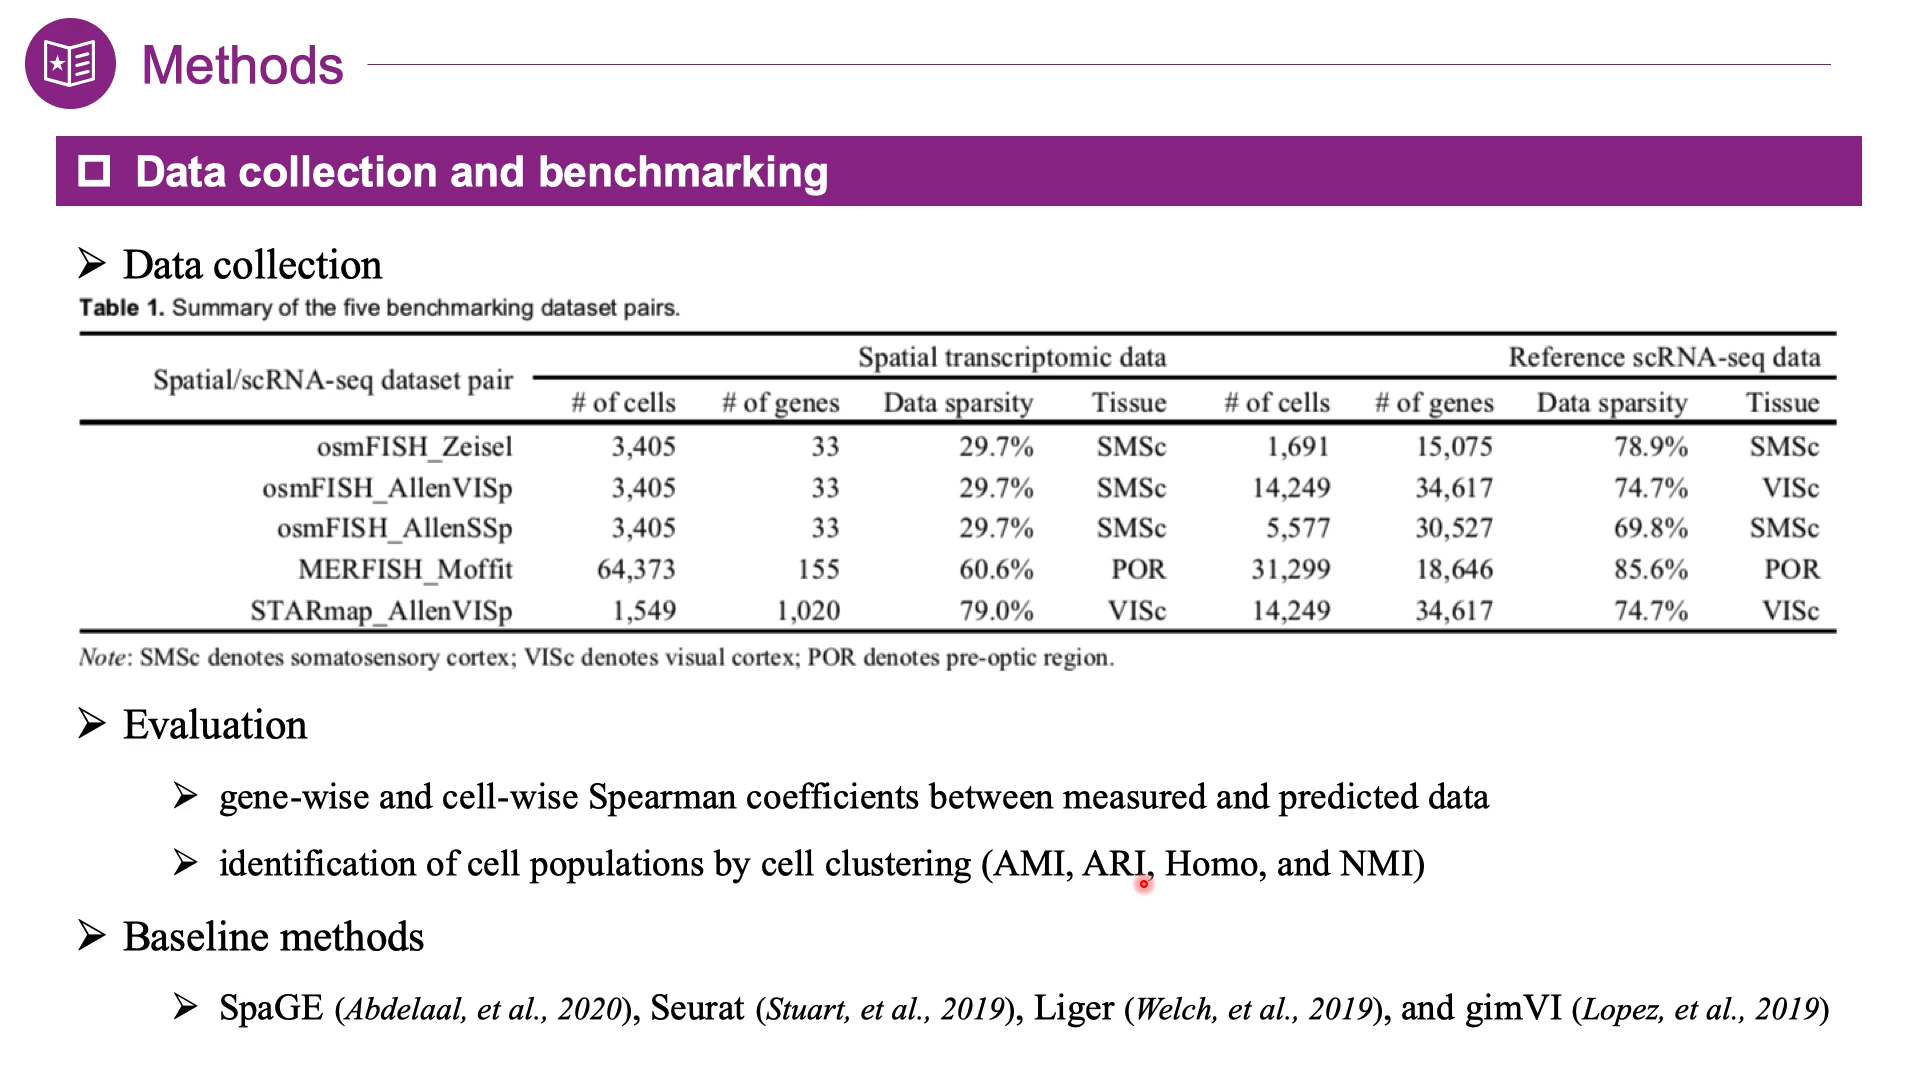 Methods
Data collection and benchmarking
Data collection
Table 1. Summary of the five benchmarking dataset pairs.
Spatial/scRNA-seq dataset pair Spatial transcriptomic data Reference scRNA-seq data
# of cells # of genes Data sparsity Tissue # of cells # of genes Data sparsity Tissue
osmFISH_Zeisel 3,405 33 29.7% SMSc 1,691 15,075 78.9% SMSc
osmFISH_AllenVISp 3,405 33 29.7% SMSc 14,249 34,617 74.7% VISc
osmFISH_AllenSSp 3,405 33 29.7% SMSc 5,577 30,527 69.8% SMSc
MERFISH_Moffit 64,373 155 60.6% POR 31,299 18,646 85.6% POR
STARmap_AllenVISp 1,549 1,020 79.0% VISc 14,249 34,617 74.7% VISc
Note: SMSc denotes somatosensory cortex; VISc denotes visual cortex; POR denotes pre-optic region.
Evaluation
gene-wise and cell-wise Spearman coefficients between measured and predicted data
identification of cell populations by cell clustering (AMI, ARI, Homo, and NMI)
Baseline methods
SpaGE (Abdelaal, et al., 2020), Seurat (Stuart, et al., 2019), Liger (Welch, et al., 2019), and gimVI (Lopez, et al., 2019)